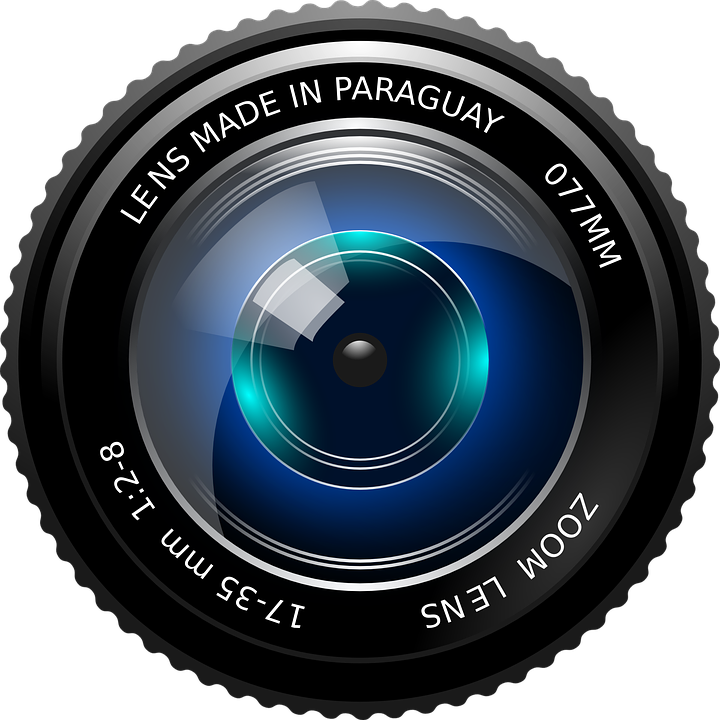 LENS MADE IN PARAGUAY
077MM
ZOOM LENS
17-35 mm 1:2-8